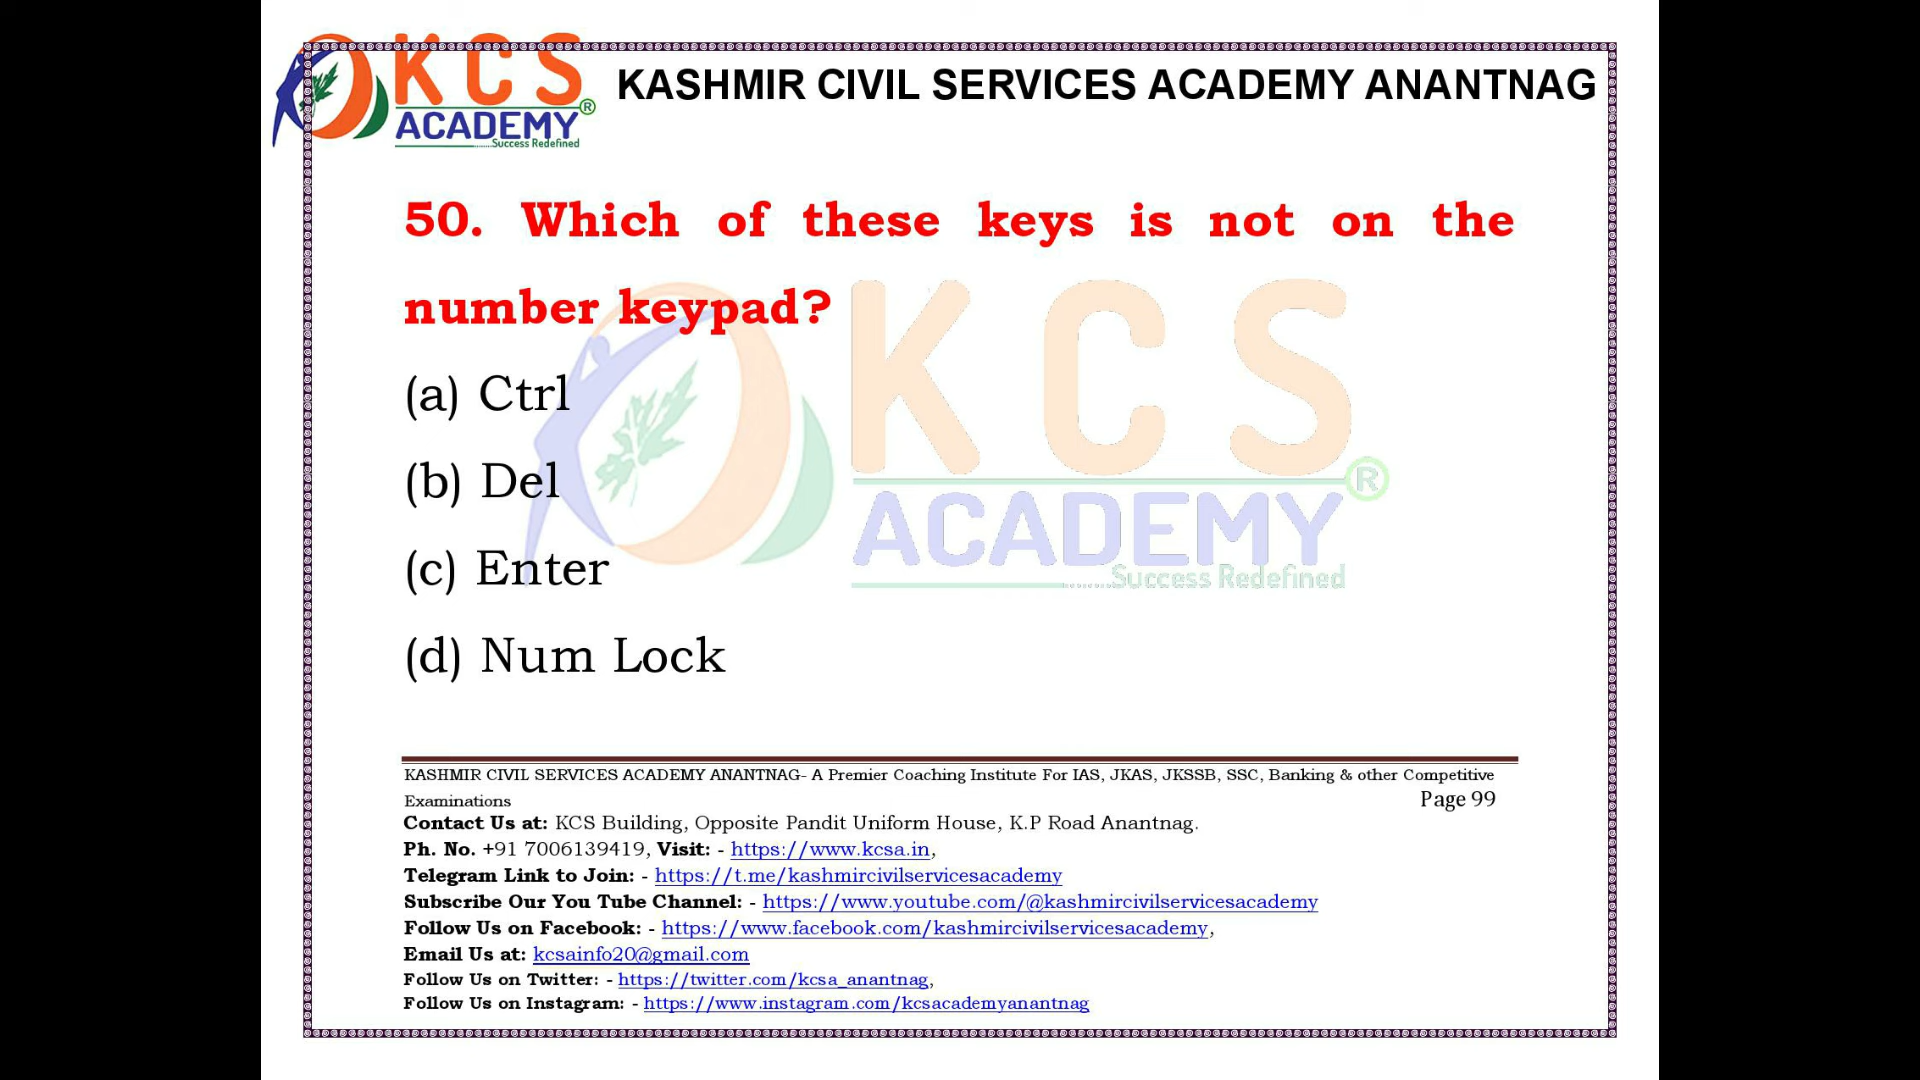 KCS
ACADEMY®
......Success Redefined
KASHMIR CIVIL SERVICES ACADEMY ANANTNAG
50. Which of these keys is not on the
number keypad?
(a) Ctrl
(b) Del
(c) Enter
(d) Num Lock
KCS
ACADEMY®
.......Success Redefined
KASHMIR CIVIL SERVICES ACADEMY ANANTNAG- A Premier Coaching Institute For IAS, JKAS, JKSSB, SSC, Banking & other Competitive
Examinations Page 99
Contact Us at: KCS Building, Opposite Pandit Uniform House, K.P Road Anantnag.
Ph. No. +91 7006139419, Visit: - https://www.kcsa.in,
Telegram Link to Join: - https://t.me/kashmircivilservicesacademy
Subscribe Our You Tube Channel: - https://www.youtube.com/@kashmircivilservicesacademy
Follow Us on Facebook: - https://www.facebook.com/kashmircivilservicesacademy,
Email Us at: kcsainfo20@gmail.com
Follow Us on Twitter: - https://twitter.com/kcsa_anantnag,
Follow Us on Instagram: - https://www.instagram.com/kcsacademyanantnag